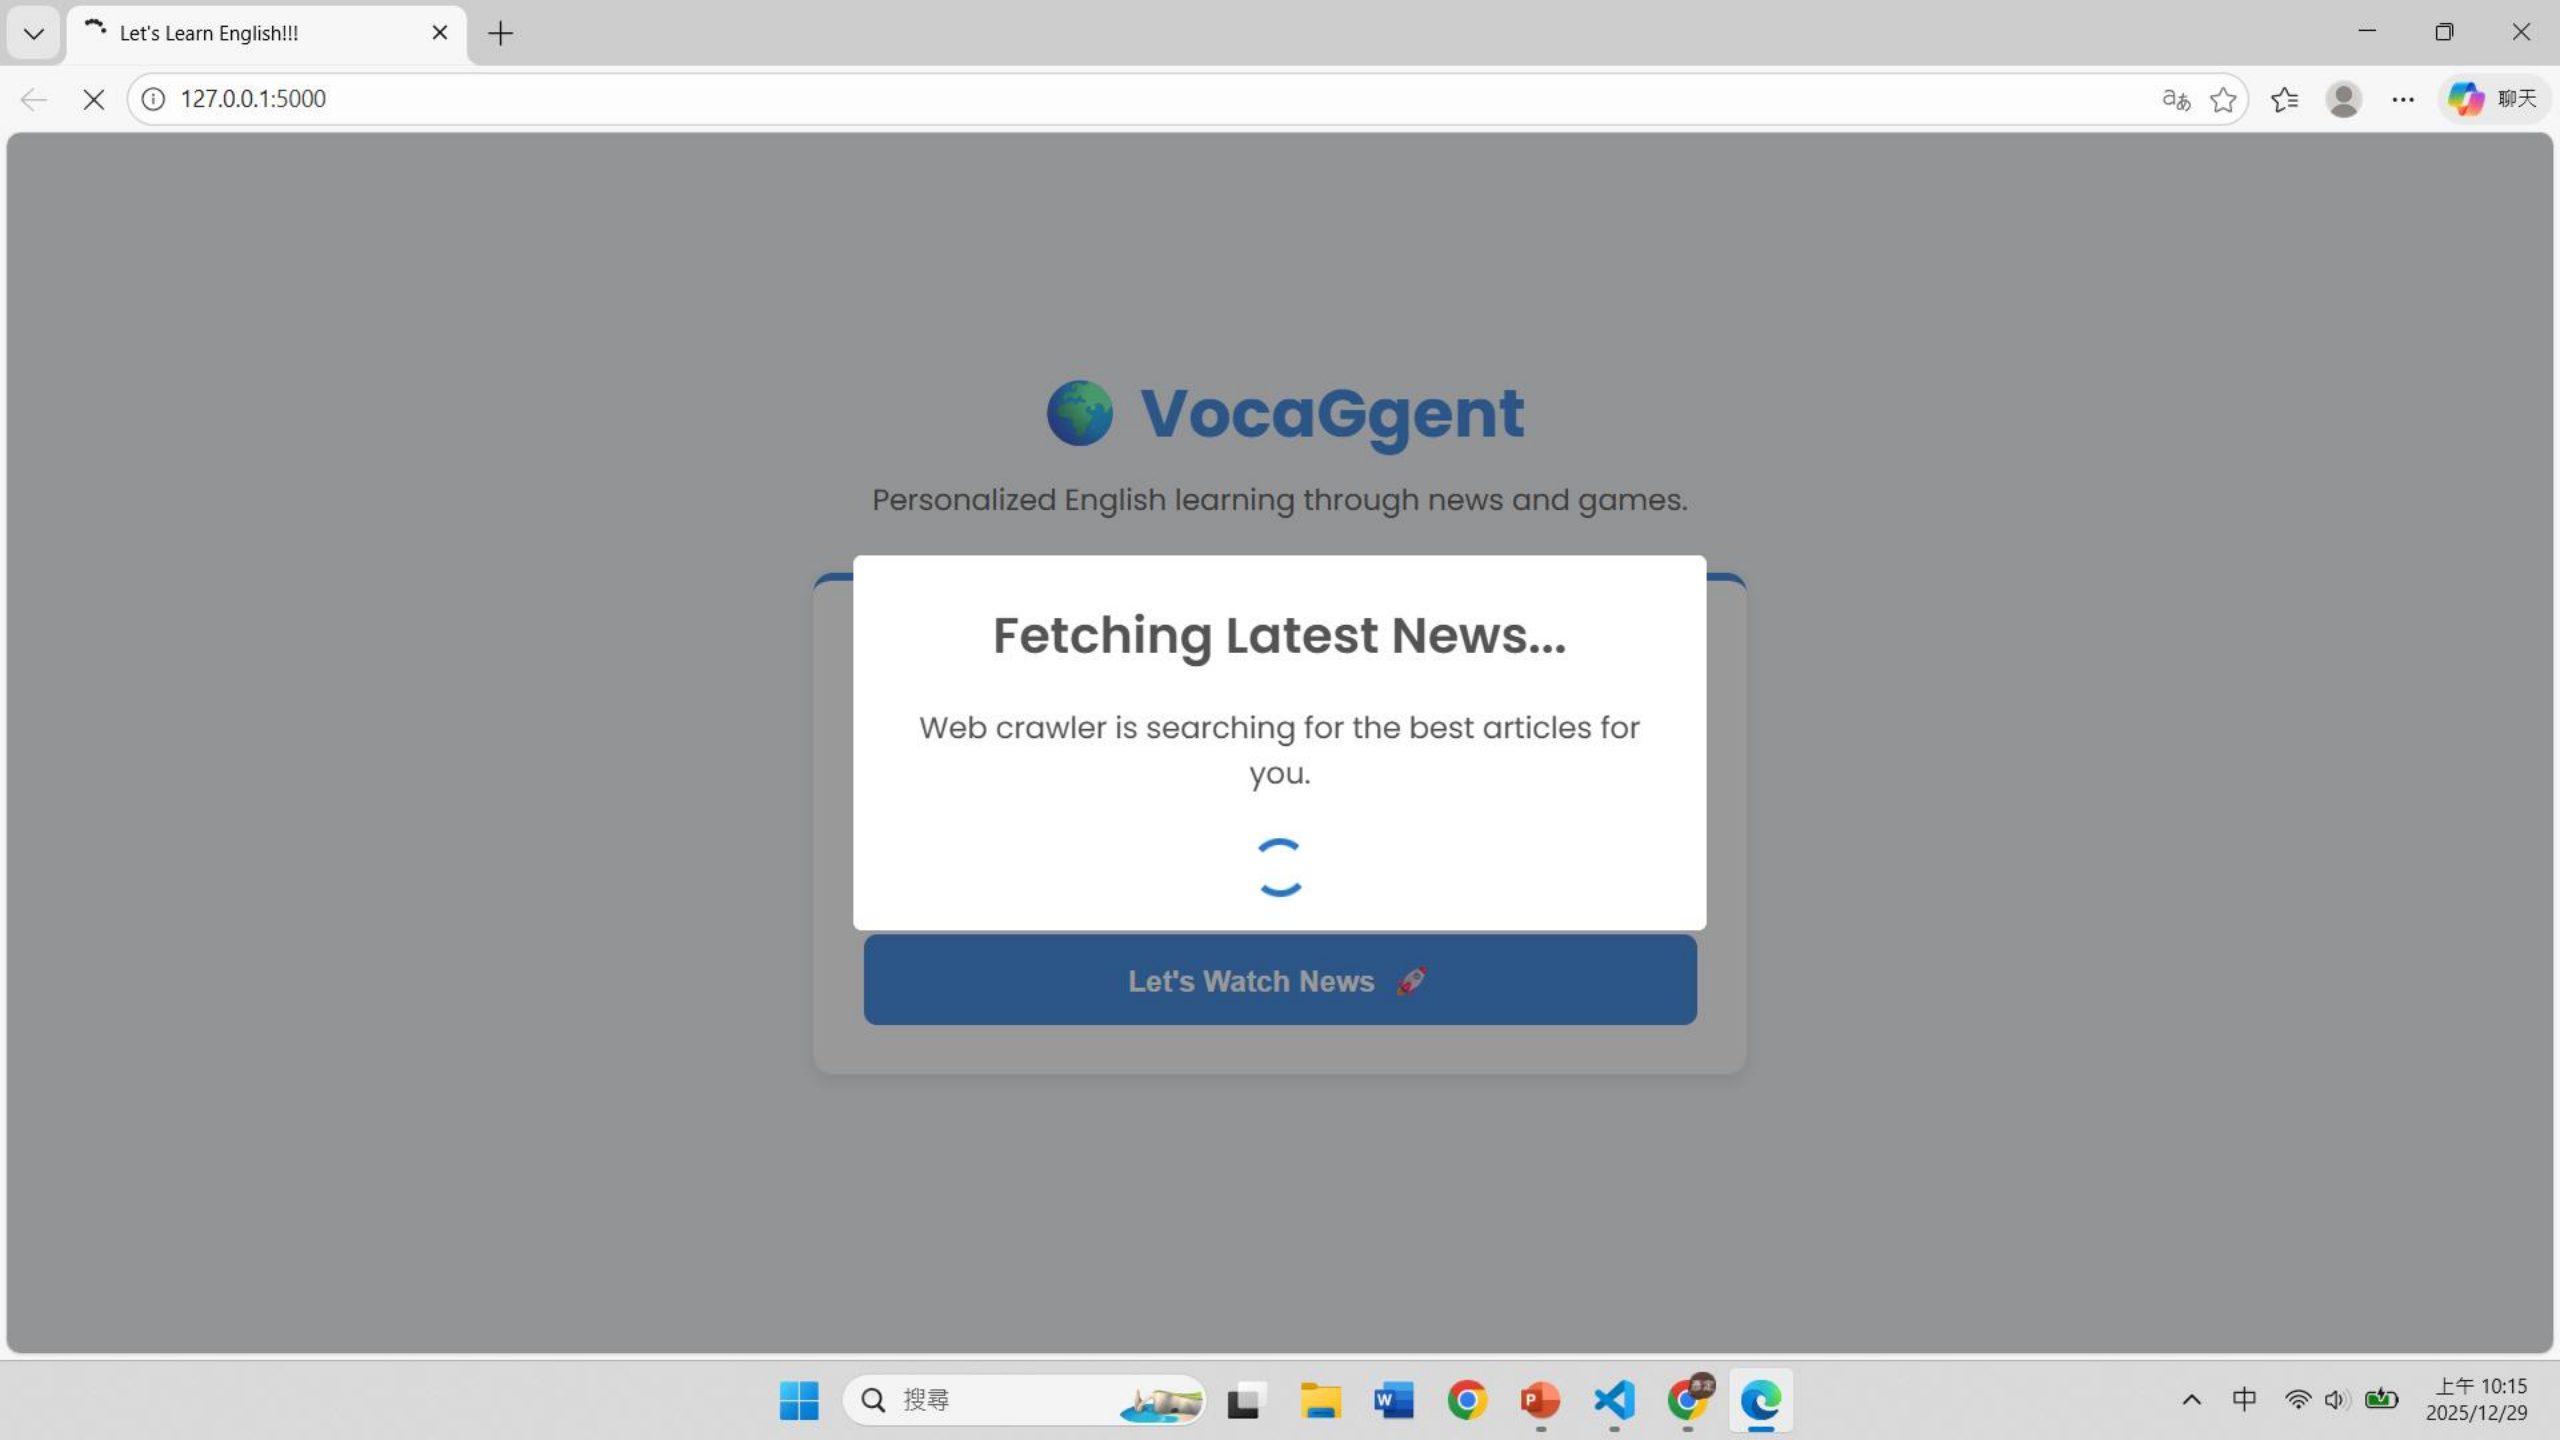 Let's Learn English!!!
127.0.0.1:5000
aあ
聊天
VocaGgent
Personalized English learning through news and games.
Fetching Latest News...
Web crawler is searching for the best articles for
you.
Let's Watch News
搜尋
中
上午 10:15
2025/12/29